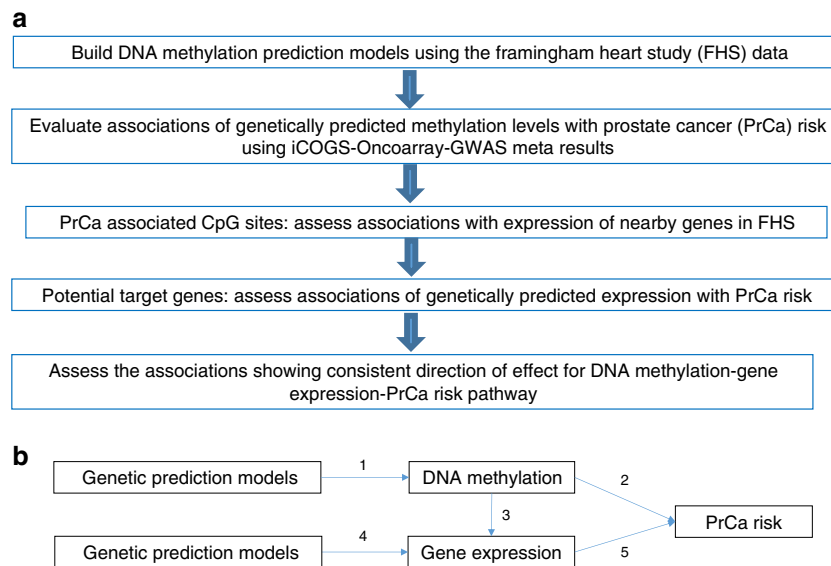 a
Build DNA methylation prediction models using the framingham heart study (FHS) data
Evaluate associations of genetically predicted methylation levels with prostate cancer (PrCa) risk
using iCOGS-Oncoarray-GWAS meta results
PrCa associated CpG sites: assess associations with expression of nearby genes in FHS
Potential target genes: assess associations of genetically predicted expression with PrCa risk
Assess the associations showing consistent direction of effect for DNA methylation-gene
expression-PrCa risk pathway
b
Genetic prediction models
1
DNA methylation
2
3
PrCa risk
Genetic prediction models
4
Gene expression
5